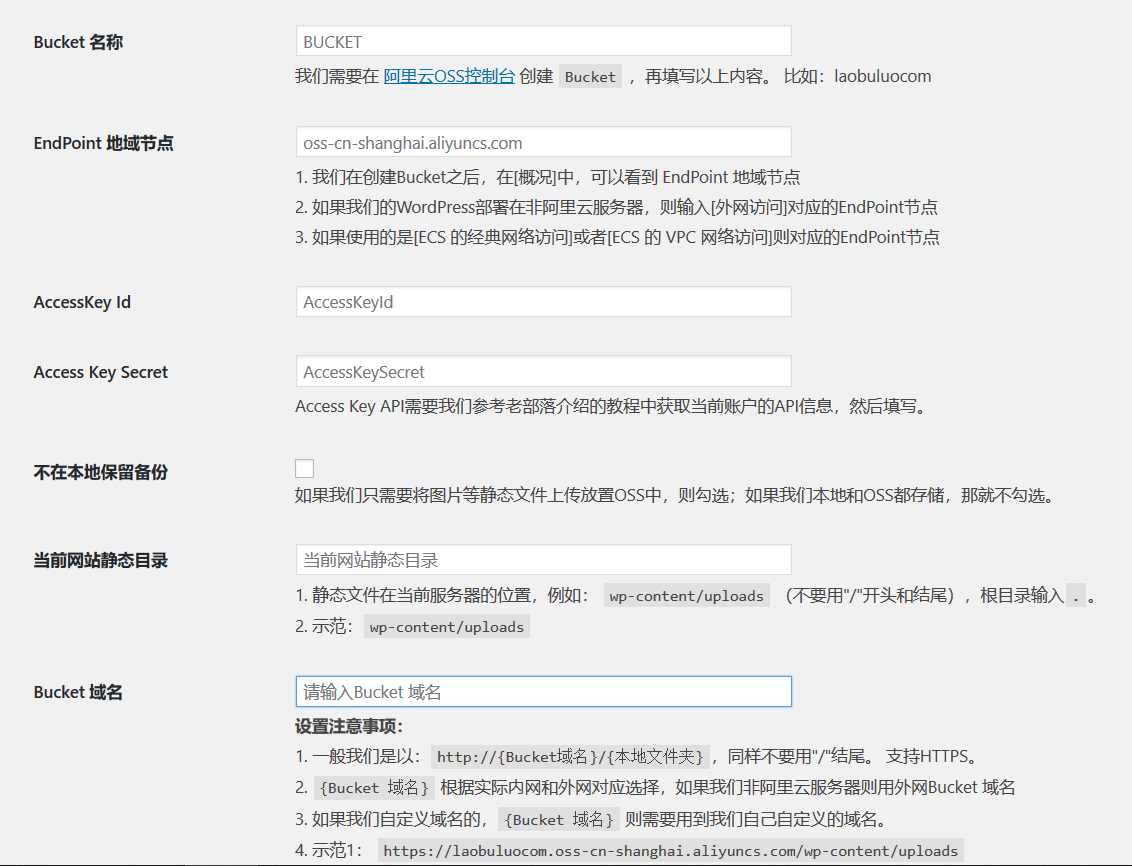 Bucket 名称
BUCKET
我们需要在 阿里云OSS控制台 创建 Bucket ，再填写以上内容。 比如：laobuluocom
EndPoint 地域节点
oss-cn-shanghai.aliyuncs.com
1. 我们在创建Bucket之后，在[概况]中，可以看到 EndPoint 地域节点
2. 如果我们的WordPress部署在非阿里云服务器，则输入[外网访问]对应的EndPoint节点
3. 如果使用的是[ECS 的经典网络访问]或者[ECS 的 VPC 网络访问]则对应的EndPoint节点
AccessKey Id
AccessKeyId
Access Key Secret
AccessKeySecret
Access Key API需要我们参考老部落介绍的教程中获取当前账户的API信息，然后填写。
不在本地保留备份
如果我们只需要将图片等静态文件上传放置OSS中，则勾选；如果我们本地和OSS都存储，那就不勾选。
当前网站静态目录
当前网站静态目录
1. 静态文件在当前服务器的位置，例如： wp-content/uploads （不要用"/"开头和结尾），根目录输入 . 。
2. 示范： wp-content/uploads
Bucket 域名
请输入Bucket 域名
设置注意事项：
1. 一般我们是以： http://{Bucket域名}/{本地文件夹} ，同样不要用"/"结尾。 支持HTTPS。
2. {Bucket 域名} 根据实际内网和外网对应选择，如果我们非阿里云服务器则用外网Bucket 域名
3. 如果我们自定义域名的， {Bucket 域名} 则需要用到我们自己自定义的域名。
4. 示范1： https://laobuluocom.oss-cn-shanghai.aliyuncs.com/wp-content/uploads